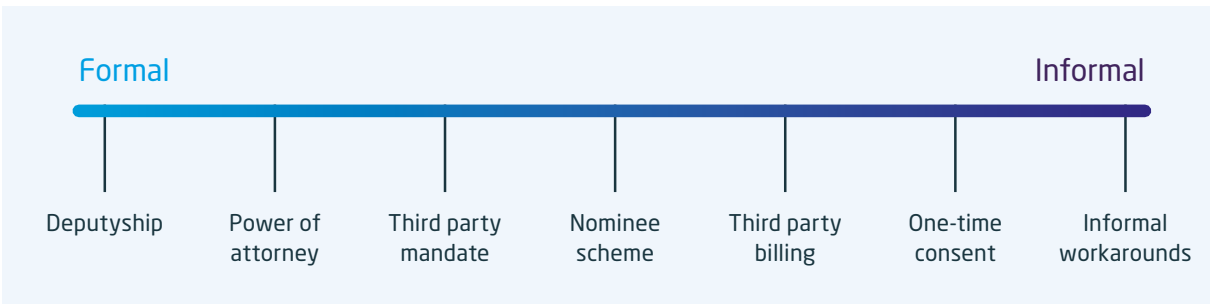 Formal
Informal
Deputyship
Power of
attorney
Third party
mandate
Nominee
scheme
Third party
billing
One-time
consent
Informal
workarounds